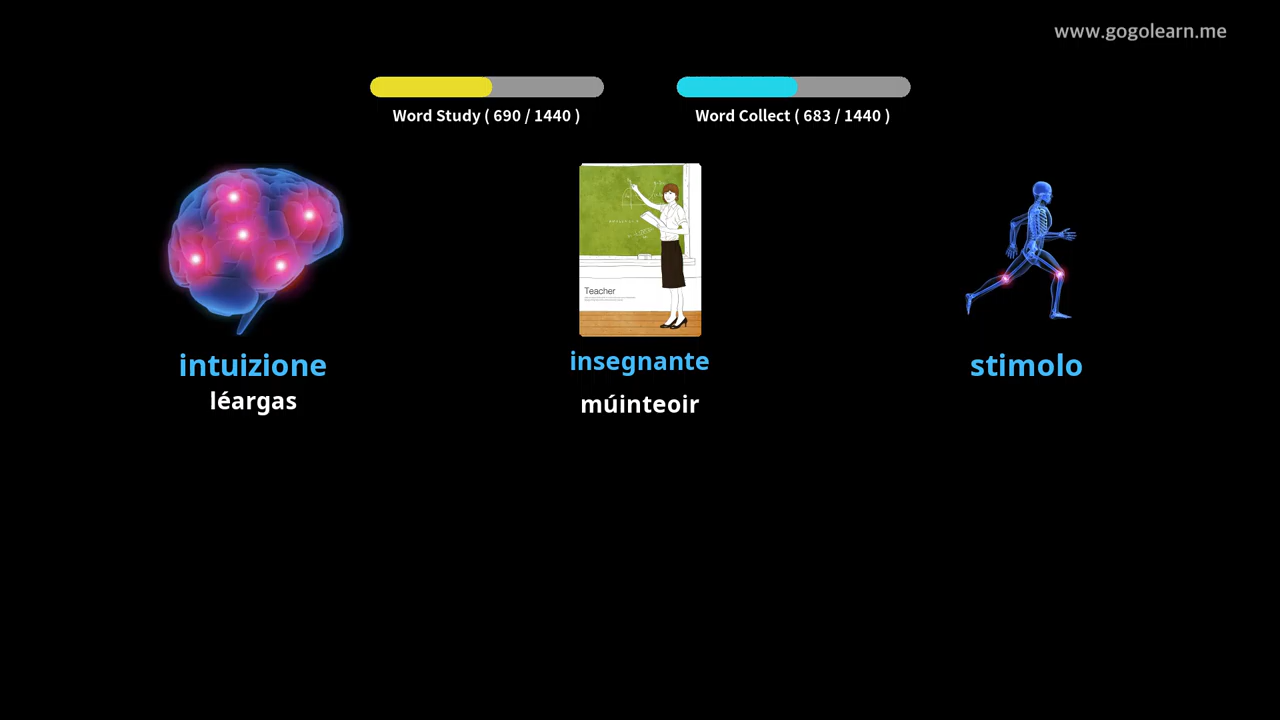 www.gogolearn.me
Word Study ( 690 / 1440 )
Word Collect ( 683 / 1440 )
Teacher
intuizione
insegnante
stimolo
léargas
múinteoir